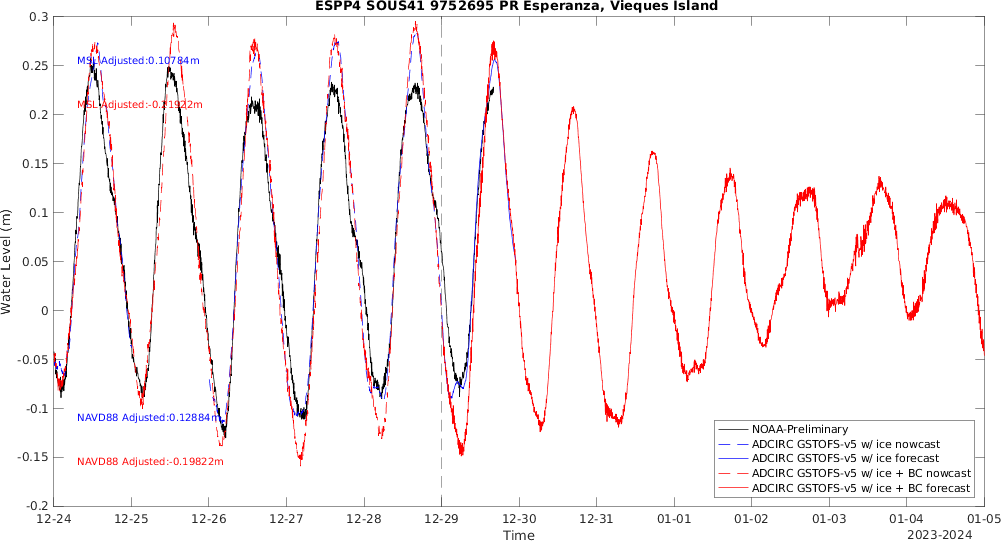 ESPP4 SOUS41 9752695 PR Esperanza, Vieques Island
0.3
0.25
0.2
0.15
0.1
0.05
0
-0.05
-0.1
-0.15
-0.2
Water Level (m)
MSL Adjusted:0.10784m
MSL Adjusted:-0.21922m
NAVD88 Adjusted:0.12884m
NAVD88 Adjusted:-0.19822m
NOAA-Preliminary
ADCIRC GSTOFS-v5 w/ ice nowcast
ADCIRC GSTOFS-v5 w/ ice forecast
ADCIRC GSTOFS-v5 w/ ice + BC nowcast
ADCIRC GSTOFS-v5 w/ ice + BC forecast
12-24 12-25 12-26 12-27 12-28 12-29 12-30 12-31 01-01 01-02 01-03 01-04 01-05
Time
2023-2024